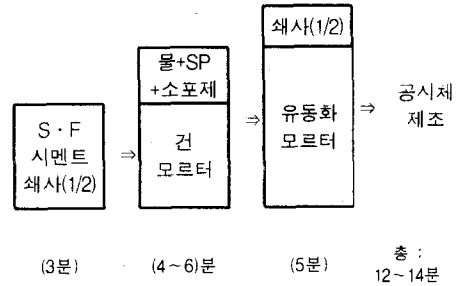 S·F
시멘트
쇄사(1/2)
⇒
물+SP
+소포제
건
모르터
⇒
쇄사(1/2)
유동화
모르터
⇒
공시체
제조
(3분)
(4~6)분
(5분)
총 :
12~14분